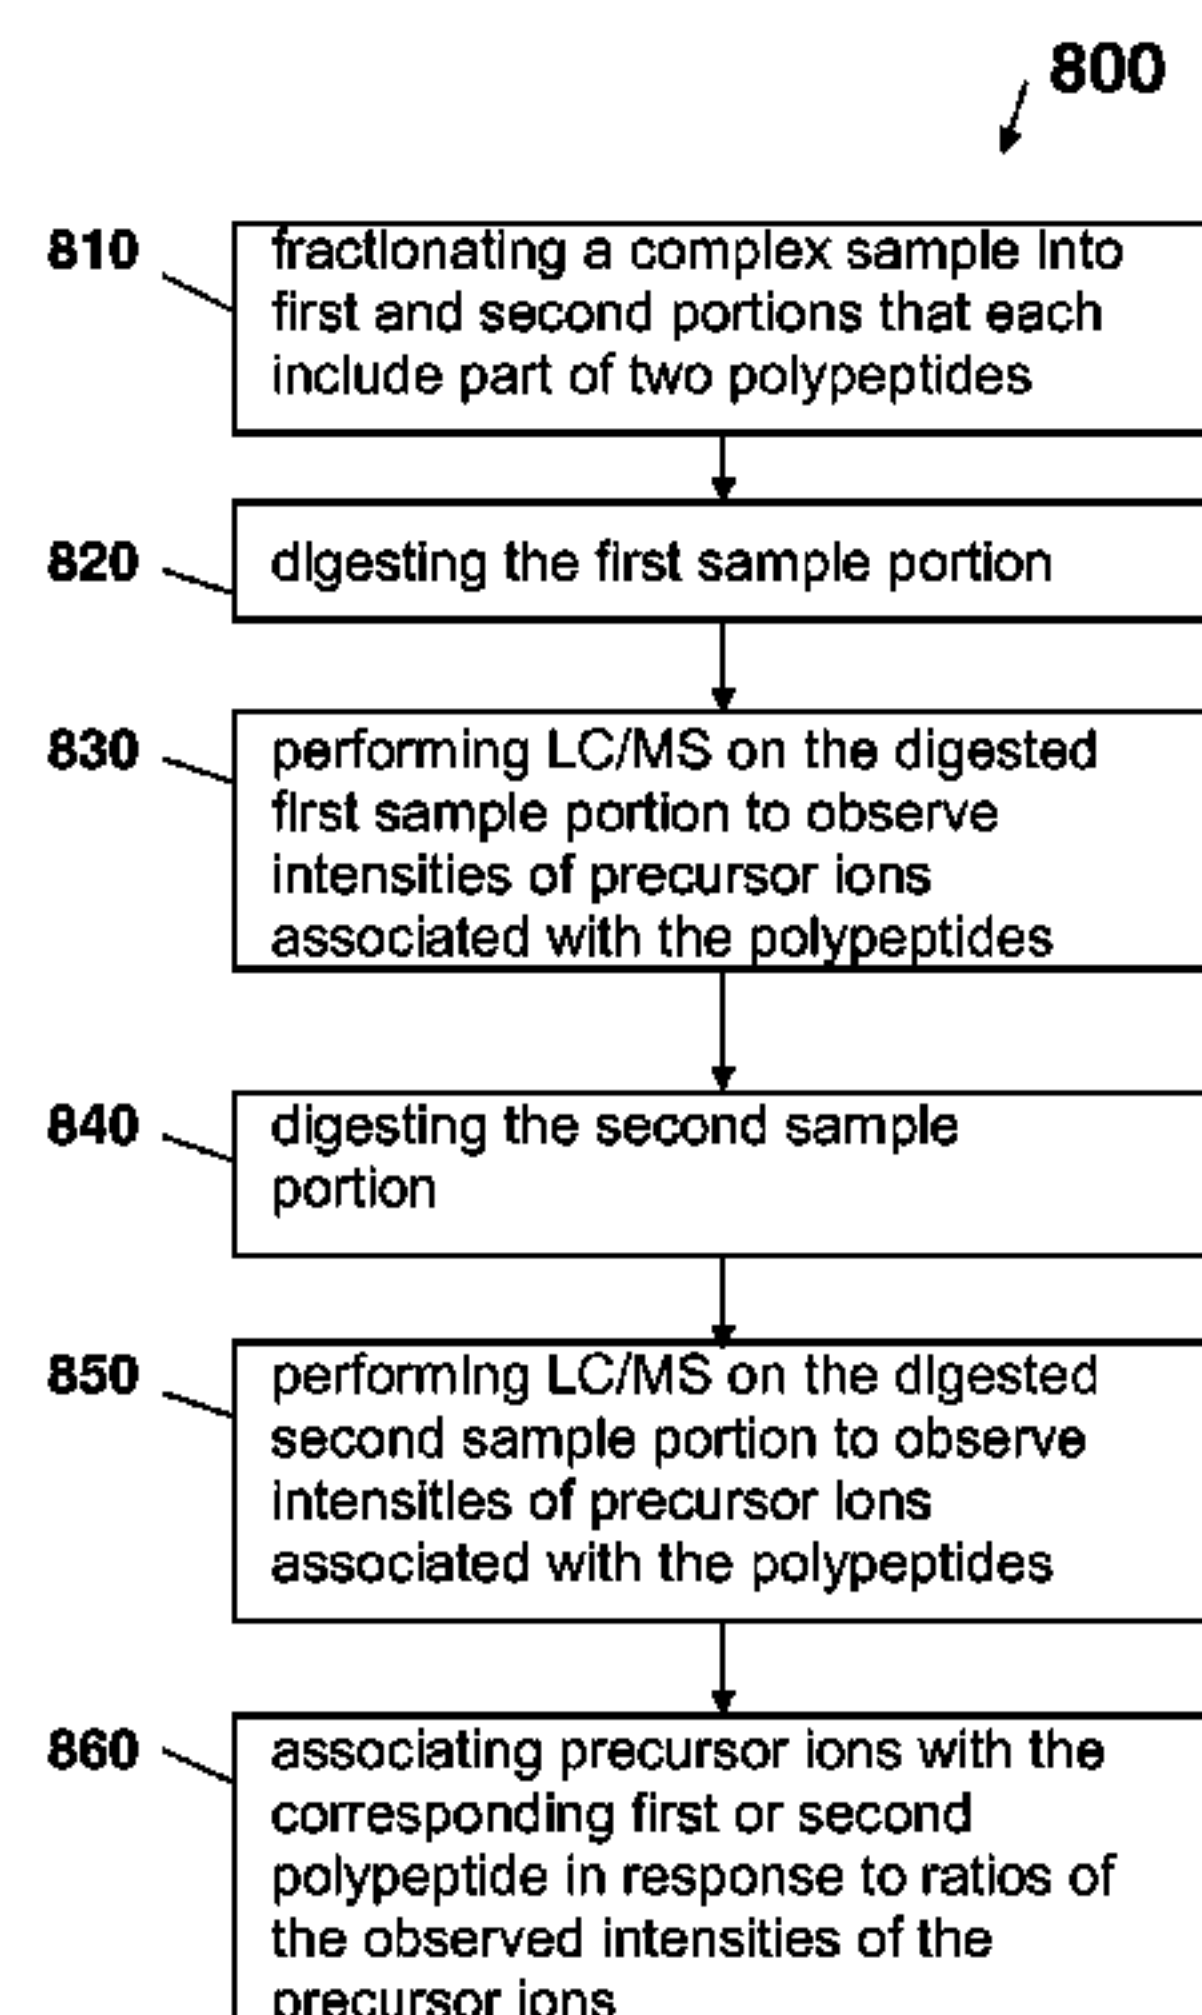 800
810
fractionating a complex sample into
first and second portions that each
include part of two polypeptides
820
digesting the first sample portion
830
performing LC/MS on the digested
first sample portion to observe
intensities of precursor ions
associated with the polypeptides
840
digesting the second sample
portion
850
performing LC/MS on the digested
second sample portion to observe
intensities of precursor ions
associated with the polypeptides
860
associating precursor ions with the
corresponding first or second
polypeptide in response to ratios of
the observed intensities of the
precursor ions